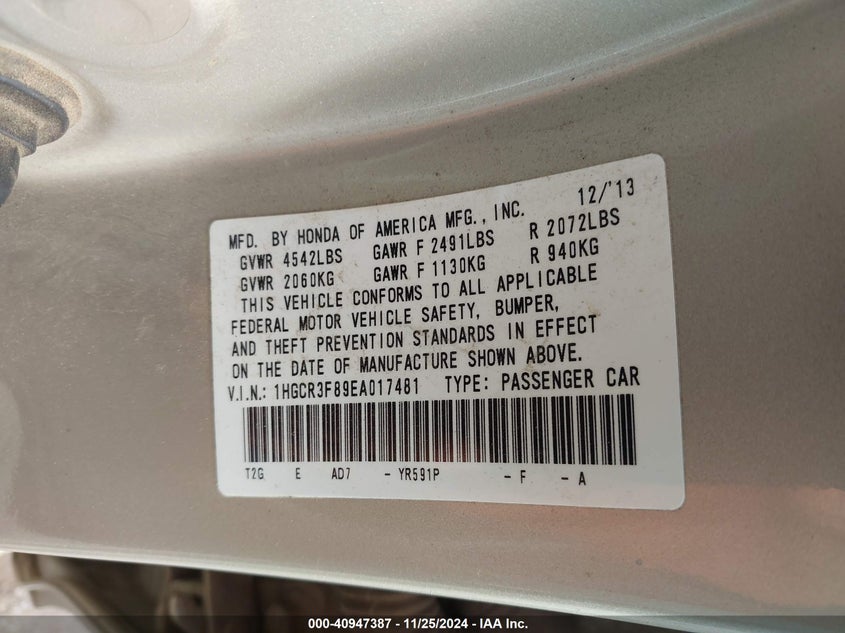 12/'13
MFD. BY HONDA OF AMERICA MFG., INC.
GVWR 4542LBS GAWR F 2491LBS R 2072LBS
GVWR 2060KG GAWR F 1130KG R 940KG
THIS VEHICLE CONFORMS TO ALL APPLICABLE
FEDERAL MOTOR VEHICLE SAFETY, BUMPER,
AND THEFT PREVENTION STANDARDS IN EFFECT
ON THE DATE OF MANUFACTURE SHOWN ABOVE.
V.I.N.: 1HGCR3F89EA017481 TYPE: PASSENGER CAR
T2G E AD7 - YR591P - F - A
000-40947387 - 11/25/2024 - IAA Inc.